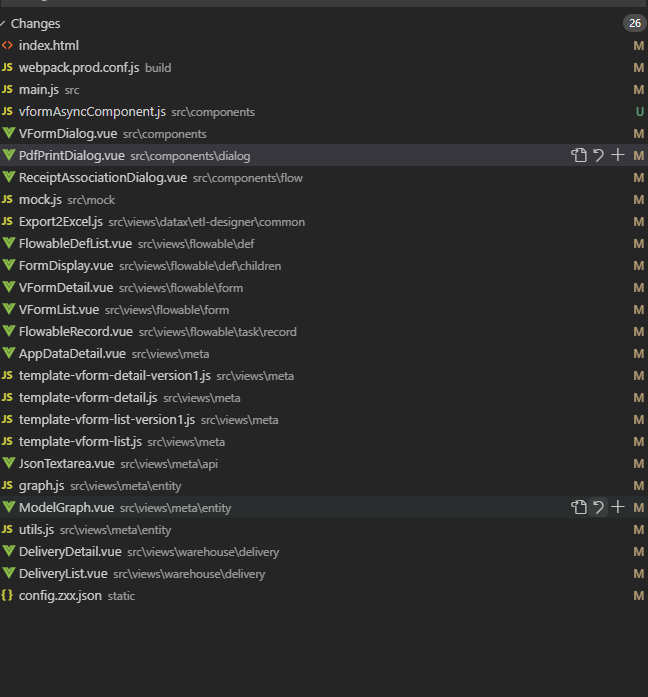 Changes 26
index.html M
JS webpack.prod.conf.js build M
JS main.js src M
JS vformAsyncComponent.js src\components U
VFormDialog.vue src\components M
PdfPrintDialog.vue src\components\dialog M
ReceiptAssociationDialog.vue src\components\flow M
JS mock.js src\mock M
JS Export2Excel.js src\views\datax\etl-designer\common M
FlowableDefList.vue src\views\flowable\def M
FormDisplay.vue src\views\flowable\def\children M
VFormDetail.vue src\views\flowable\form M
VFormList.vue src\views\flowable\form M
FlowableRecord.vue src\views\flowable\task\record M
AppDataDetail.vue src\views\meta M
JS template-vform-detail-version1.js src\views\meta M
JS template-vform-detail.js src\views\meta M
JS template-vform-list-version1.js src\views\meta M
JS template-vform-list.js src\views\meta M
JsonTextarea.vue src\views\meta\api M
JS graph.js src\views\meta\entity M
ModelGraph.vue src\views\meta\entity M
JS utils.js src\views\meta\entity M
DeliveryDetail.vue src\views\warehouse\delivery M
DeliveryList.vue src\views\warehouse\delivery M
{} config.zxx.json static M